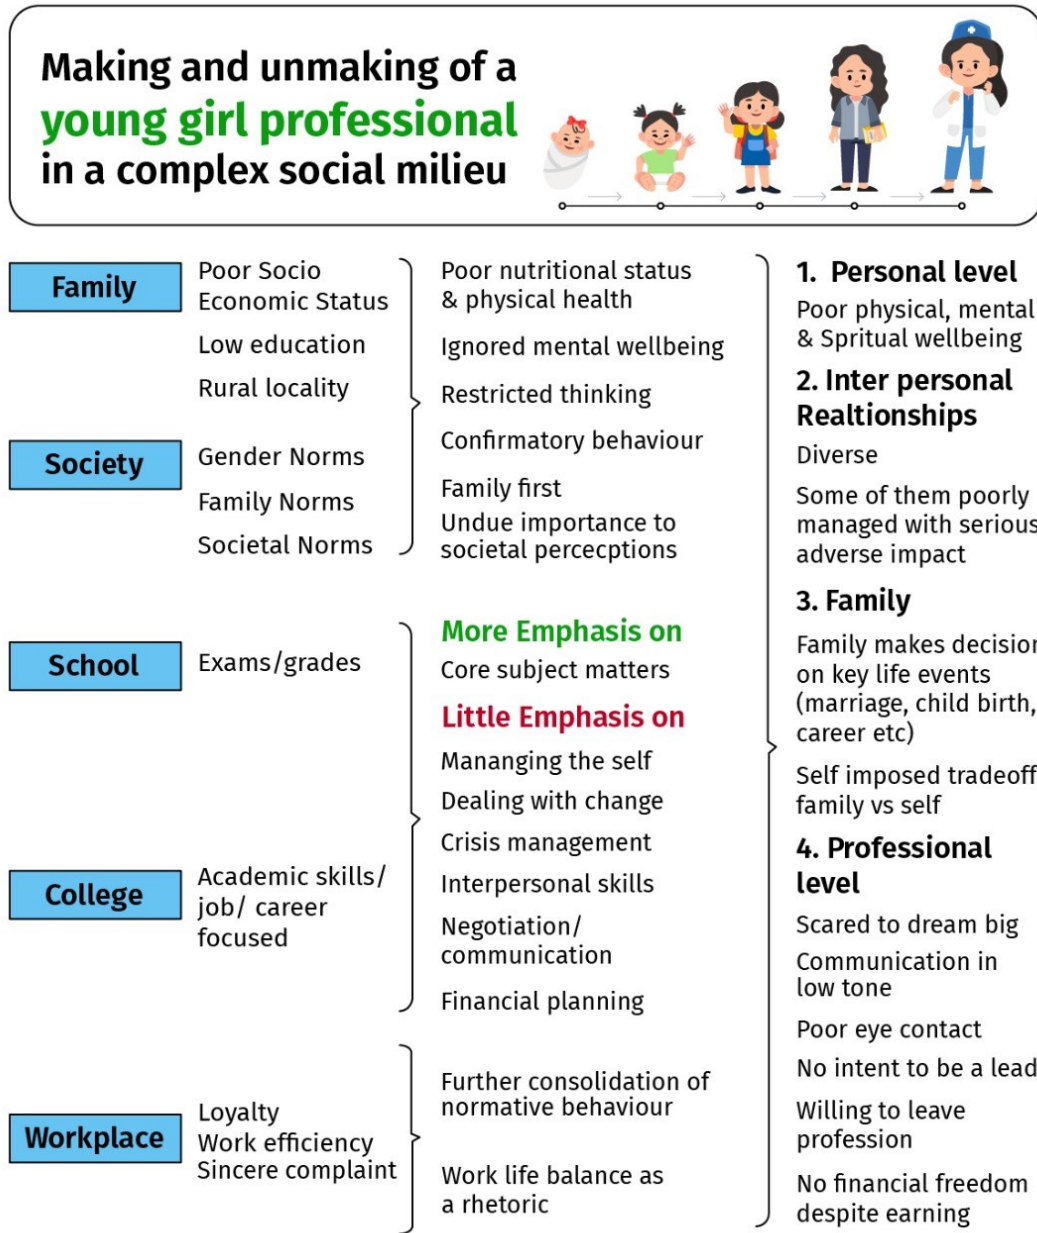 Making and unmaking of a
young girl professional
in a complex social milieu
Family
Poor Socio
Economic Status
Low education
Rural locality
Society
Gender Norms
Family Norms
Societal Norms
Poor nutritional status
& physical health
Ignored mental wellbeing
Restricted thinking
Confirmatory behaviour
Family first
Undue importance to
societal percecptions
School
Exams/grades
College
Academic skills/
job/ career
focused
More Emphasis on
Core subject matters
Little Emphasis on
Mananging the self
Dealing with change
Crisis management
Interpersonal skills
Negotiation/
communication
Financial planning
Workplace
Loyalty
Work efficiency
Sincere complaint
Further consolidation of
normative behaviour
Work life balance as
a rhetoric
1. Personal level
Poor physical, mental
& Spritual wellbeing
2. Inter personal
Realtionships
Diverse
Some of them poorly
managed with serious
adverse impact
3. Family
Family makes decision
on key life events
(marriage, child birth,
career etc)
Self imposed tradeoff
family vs self
4. Professional
level
Scared to dream big
Communication in
low tone
Poor eye contact
No intent to be a lead
Willing to leave
profession
No financial freedom
despite earning